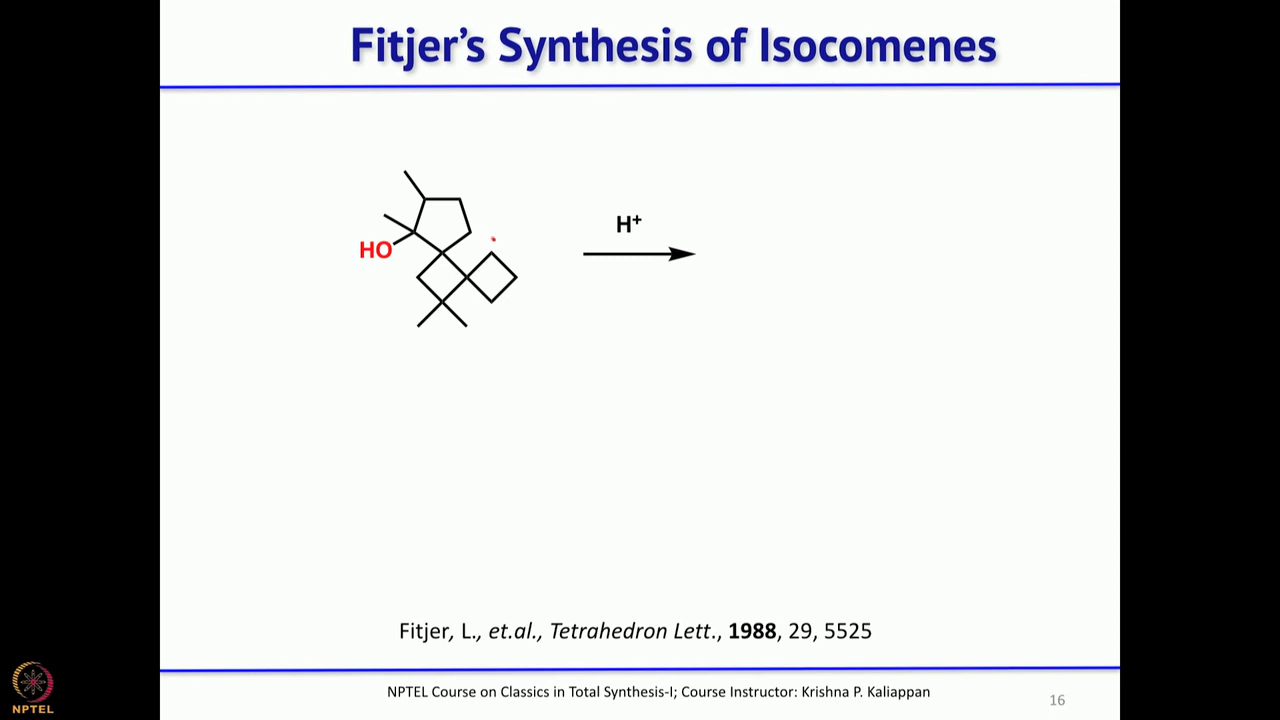 Fitjer's Synthesis of Isocomenes
HO
H+
Fitjer, L., et.al., Tetrahedron Lett., 1988, 29, 5525
NPTEL Course on Classics in Total Synthesis-I; Course Instructor: Krishna P. Kaliappan
16
NPTEL